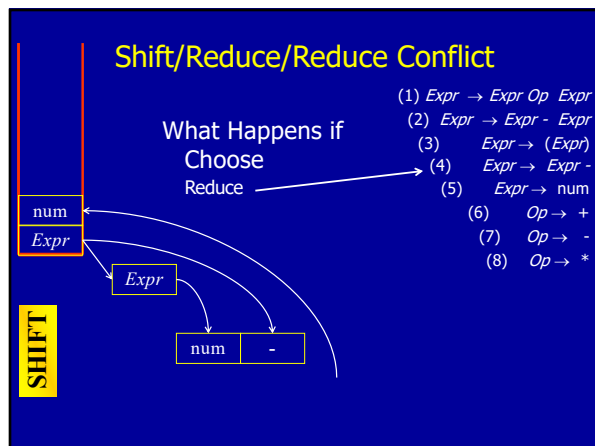 Shift/Reduce/Reduce Conflict
What Happens if
Choose
Reduce
(1) Expr → Expr Op Expr
(2) Expr → Expr - Expr
(3) Expr → (Expr)
(4) Expr → Expr -
(5) Expr → num
(6) Op → +
(7) Op → -
(8) Op → *
num
Expr
Expr
num -
SHIFT